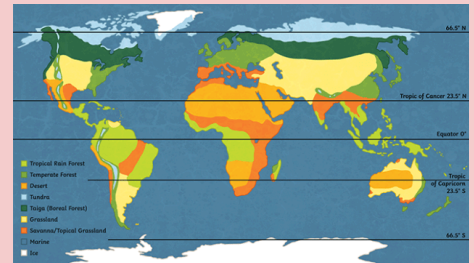 66.5° N
Tropic of Cancer 23.5° N
Equator 0°
Tropic
of Capricorn
23.5° S
66.5° S
Tropical Rain Forest
Temperate Forest
Desert
Tundra
Taiga (Boreal Forest)
Grassland
Savanna/Topical Grassland
Marine
Ice